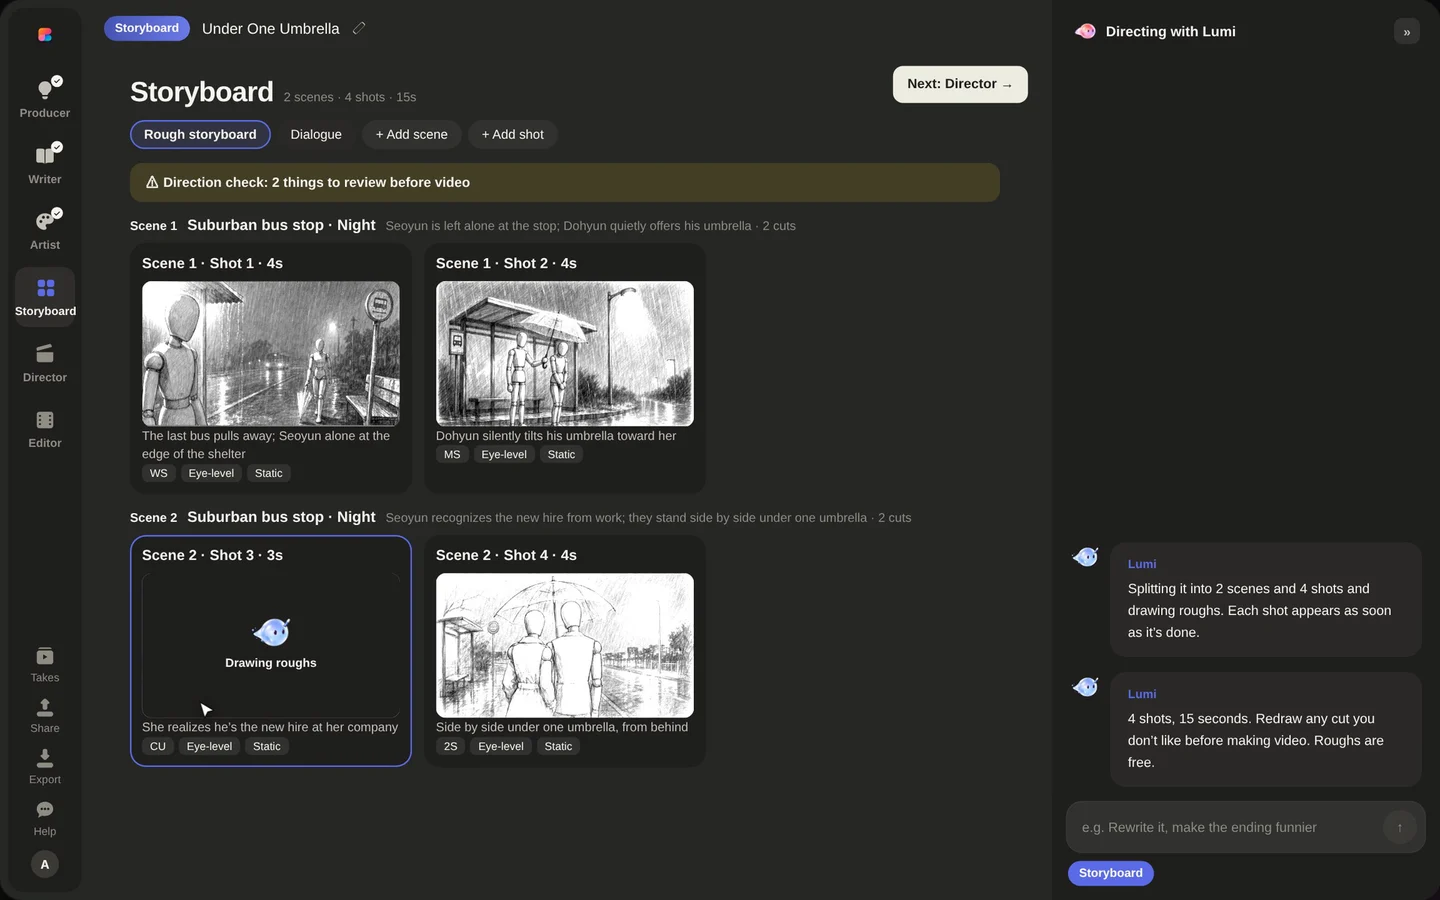 Storyboard
Under One Umbrella
Directing with Lumi
»
Producer
Writer
Artist
Storyboard
Director
Editor
Takes
Share
Export
Help
A
Storyboard
2 scenes · 4 shots · 15s
Next: Director →
Rough storyboard
Dialogue
+ Add scene
+ Add shot
⚠ Direction check: 2 things to review before video
Scene 1 Suburban bus stop · Night Seoyun is left alone at the stop; Dohyun quietly offers his umbrella · 2 cuts
Scene 1 · Shot 1 · 4s
The last bus pulls away; Seoyun alone at the
edge of the shelter
WS
Eye-level
Static
Scene 1 · Shot 2 · 4s
Dohyun silently tilts his umbrella toward her
MS
Eye-level
Static
Scene 2 Suburban bus stop · Night Seoyun recognizes the new hire from work; they stand side by side under one umbrella · 2 cuts
Scene 2 · Shot 3 · 3s
Drawing roughs
She realizes he's the new hire at her company
CU
Eye-level
Static
Scene 2 · Shot 4 · 4s
Side by side under one umbrella, from behind
2S
Eye-level
Static
Lumi
Splitting it into 2 scenes and 4 shots and
drawing roughs. Each shot appears as soon
as it's done.
Lumi
4 shots, 15 seconds. Redraw any cut you
don't like before making video. Roughs are
free.
e.g. Rewrite it, make the ending funnier
↑
Storyboard